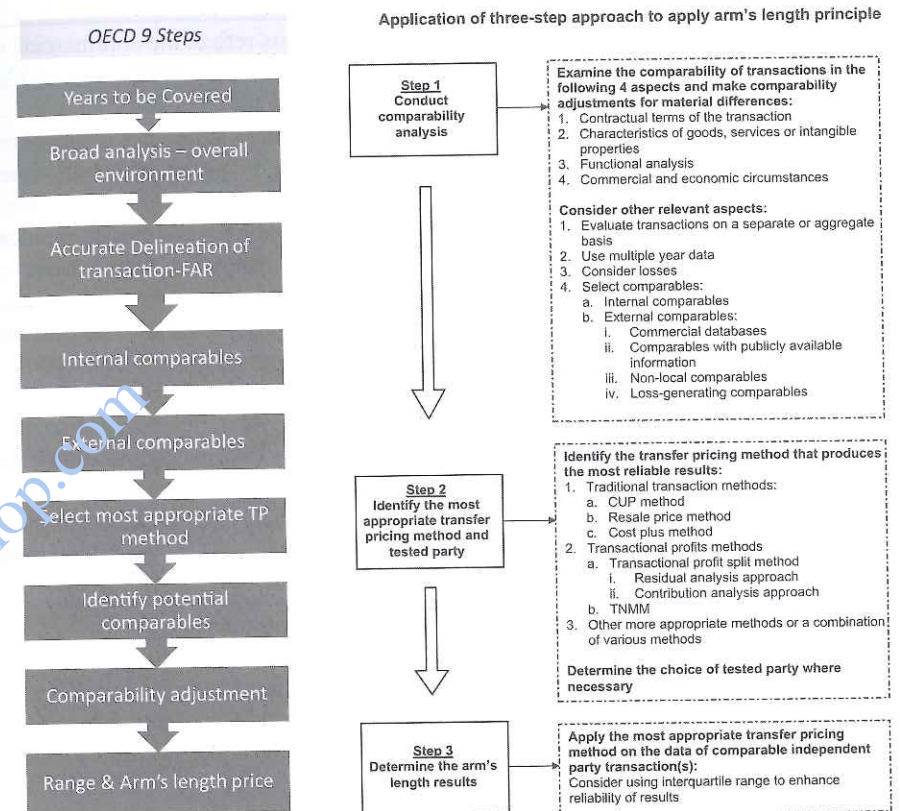 OECD 9 Steps
Years to be Covered
Broad analysis – overall
environment
Accurate Delineation of
transaction-FAR
Internal comparables
External comparables
Select most appropriate TP
method
Identify potential
comparables
Comparability adjustment
Range & Arm's length price
Application of three-step approach to apply arm's length principle
Step 1
Conduct
comparability
analysis
Examine the comparability of transactions in the
following 4 aspects and make comparability
adjustments for material differences:
1. Contractual terms of the transaction
2. Characteristics of goods, services or intangible
properties
3. Functional analysis
4. Commercial and economic circumstances
Consider other relevant aspects:
1. Evaluate transactions on a separate or aggregate
basis
2. Use multiple year data
3. Consider losses
4. Select comparables:
a. Internal comparables
b. External comparables:
i. Commercial databases
ii. Comparables with publicly available
information
iii. Non-local comparables
iv. Loss-generating comparables
Step 2
Identify the most
appropriate transfer
pricing method and
tested party
Identify the transfer pricing method that produces
the most reliable results:
1. Traditional transaction methods:
a. CUP method
b. Resale price method
c. Cost plus method
2. Transactional profits methods
a. Transactional profit split method
i. Residual analysis approach
ii. Contribution analysis approach
b. TNMM
3. Other more appropriate methods or a combination
of various methods
Determine the choice of tested party where
necessary
Step 3
Determine the arm's
length results
Apply the most appropriate transfer pricing
method on the data of comparable independent
party transaction(s):
Consider using interquartile range to enhance
reliability of results
op.com